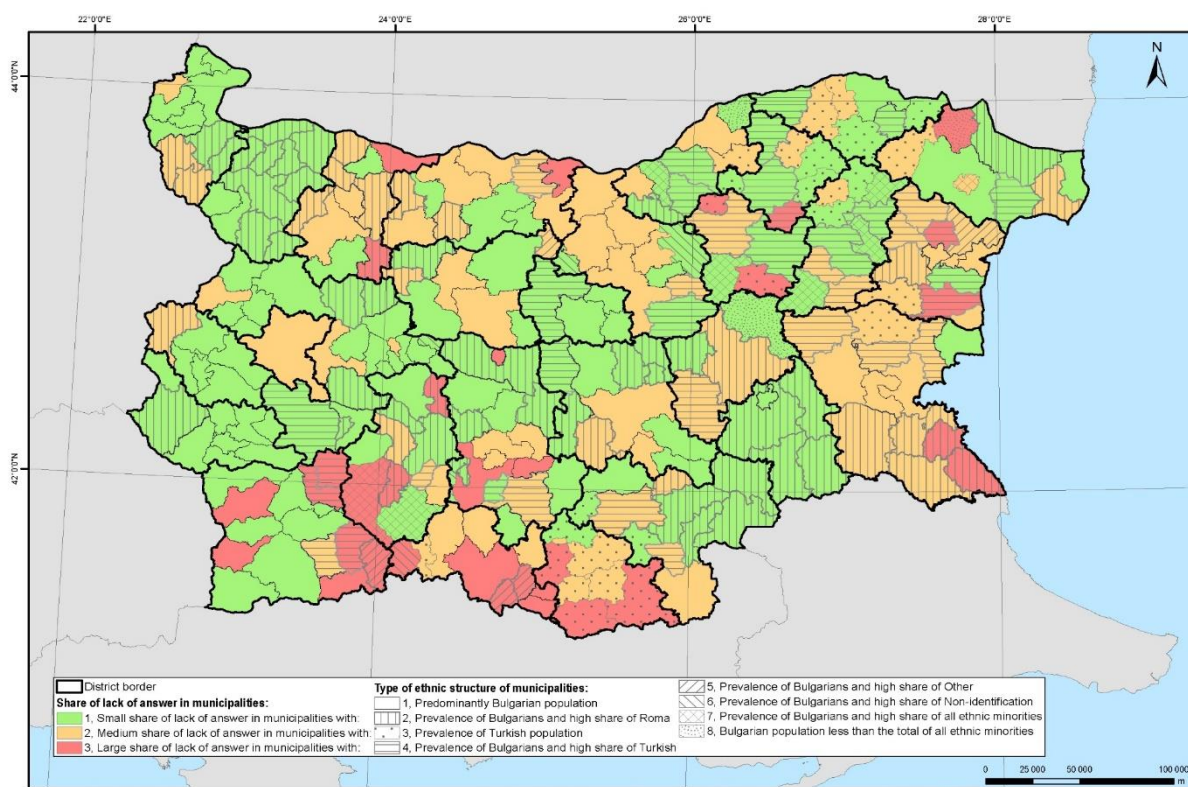 22°0'0"E
24°0'0"E
26°0'0"E
28°0'0"E
44°0'0"N
42°0'0"N
44°0'0"N
42°0'0"N
N
District border
Share of lack of answer in municipalities:
1, Small share of lack of answer in municipalities with:
2, Medium share of lack of answer in municipalities with:
3, Large share of lack of answer in municipalities with:
Type of ethnic structure of municipalities:
1, Predominantly Bulgarian population
2, Prevalence of Bulgarians and high share of Roma
3, Prevalence of Turkish population
4, Prevalence of Bulgarians and high share of Turkish
5, Prevalence of Bulgarians and high share of Other
6, Prevalence of Bulgarians and high share of Non-identification
7, Prevalence of Bulgarians and high share of all ethnic minorities
8, Bulgarian population less than the total of all ethnic minorities
0 25 000 50 000 100 000
m